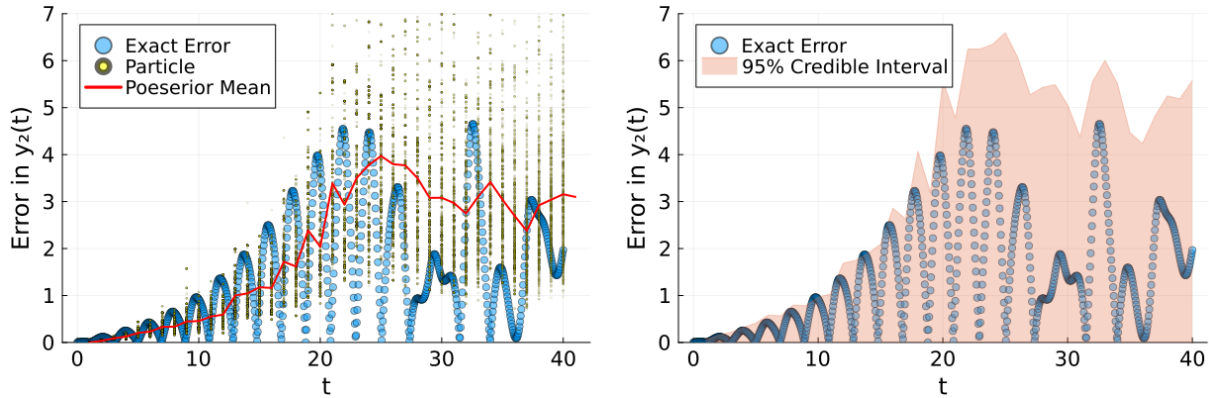 Error in y₂(t)
7
6
5
4
3
2
1
0
Exact Error
Particle
Poeserior Mean
0
10
20
30
40
t
Error in y₂(t)
7
6
5
4
3
2
1
0
Exact Error
95% Credible Interval
0
10
20
30
40
t